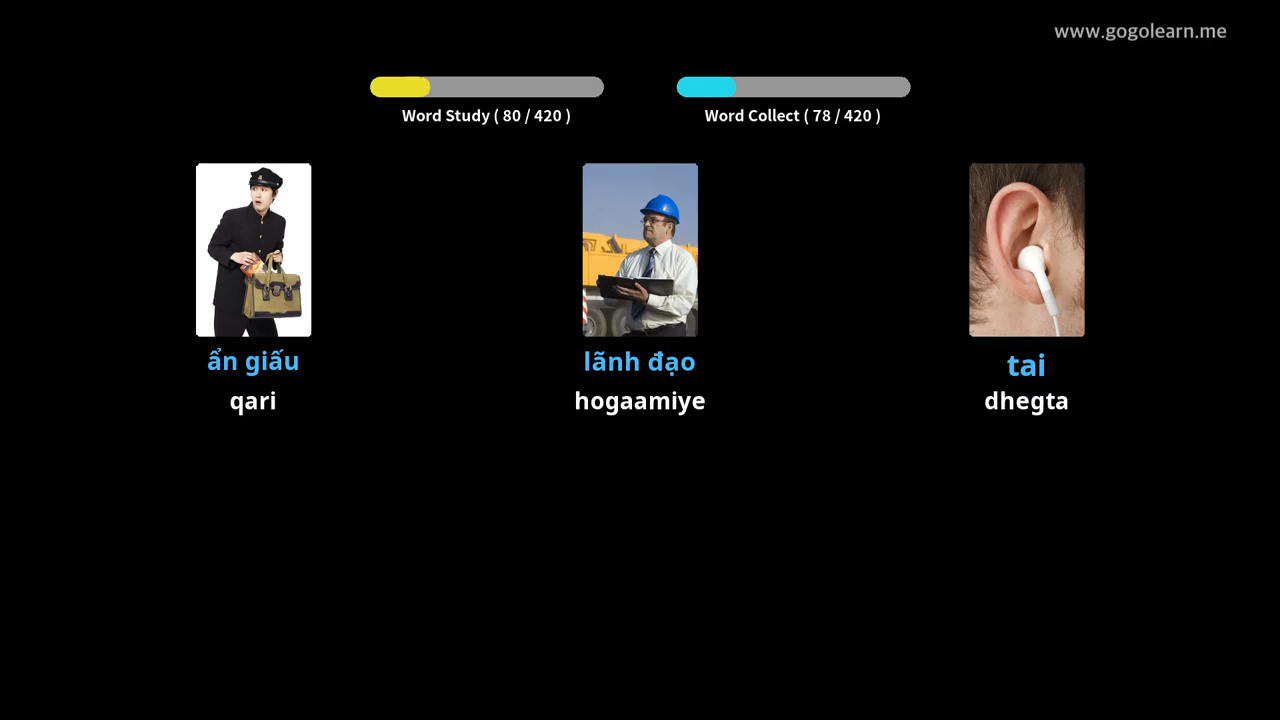 www.gogolearn.me
Word Study ( 80 / 420 )
Word Collect ( 78 / 420 )
ẩn giấu
lãnh đạo
tai
qari
hogaamiye
dhegta